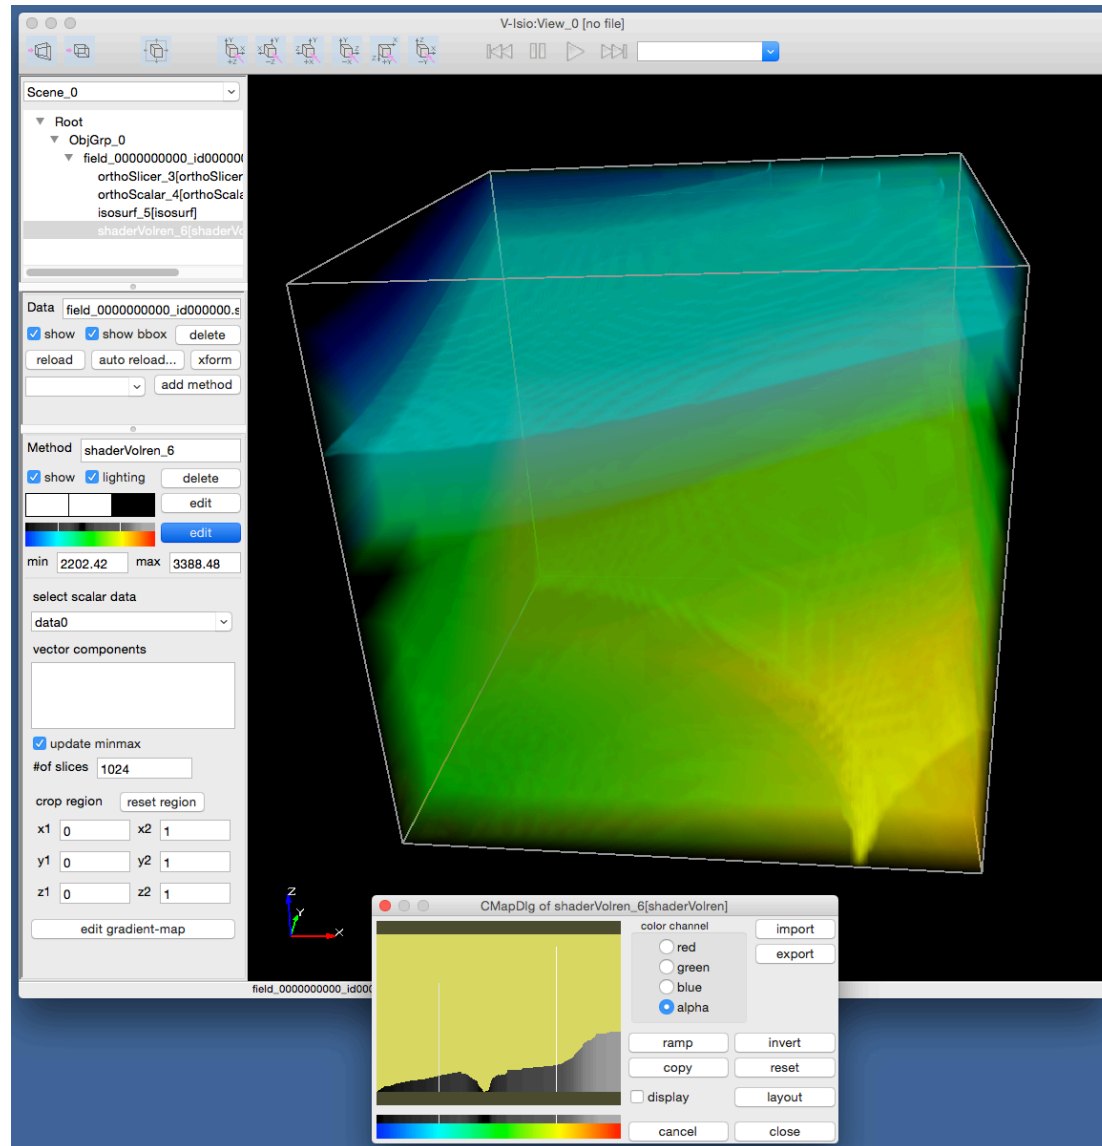 V-Isio:View_0 [no file]
Scene_0
Root
ObjGrp_0
field_0000000000_id00000
orthoSlicer_3[orthoSlicer
orthoScalar_4[orthoScala
isosurf_5[isosurf]
shaderVolren_6[shaderVo
Data field_0000000000_id000000.s
show show bbox delete
reload auto reload... xform
add method
Method shaderVolren_6
show lighting delete
edit
edit
min 2202.42 max 3388.48
select scalar data
data0
vector components
update minmax
#of slices 1024
crop region reset region
x1 0 x2 1
y1 0 y2 1
z1 0 z2 1
edit gradient-map
Z
Y
X
field_0000000000_id000
CMapDlg of shaderVolren_6[shaderVolren]
color channel import
red export
green
blue
alpha
ramp invert
copy reset
display layout
cancel close